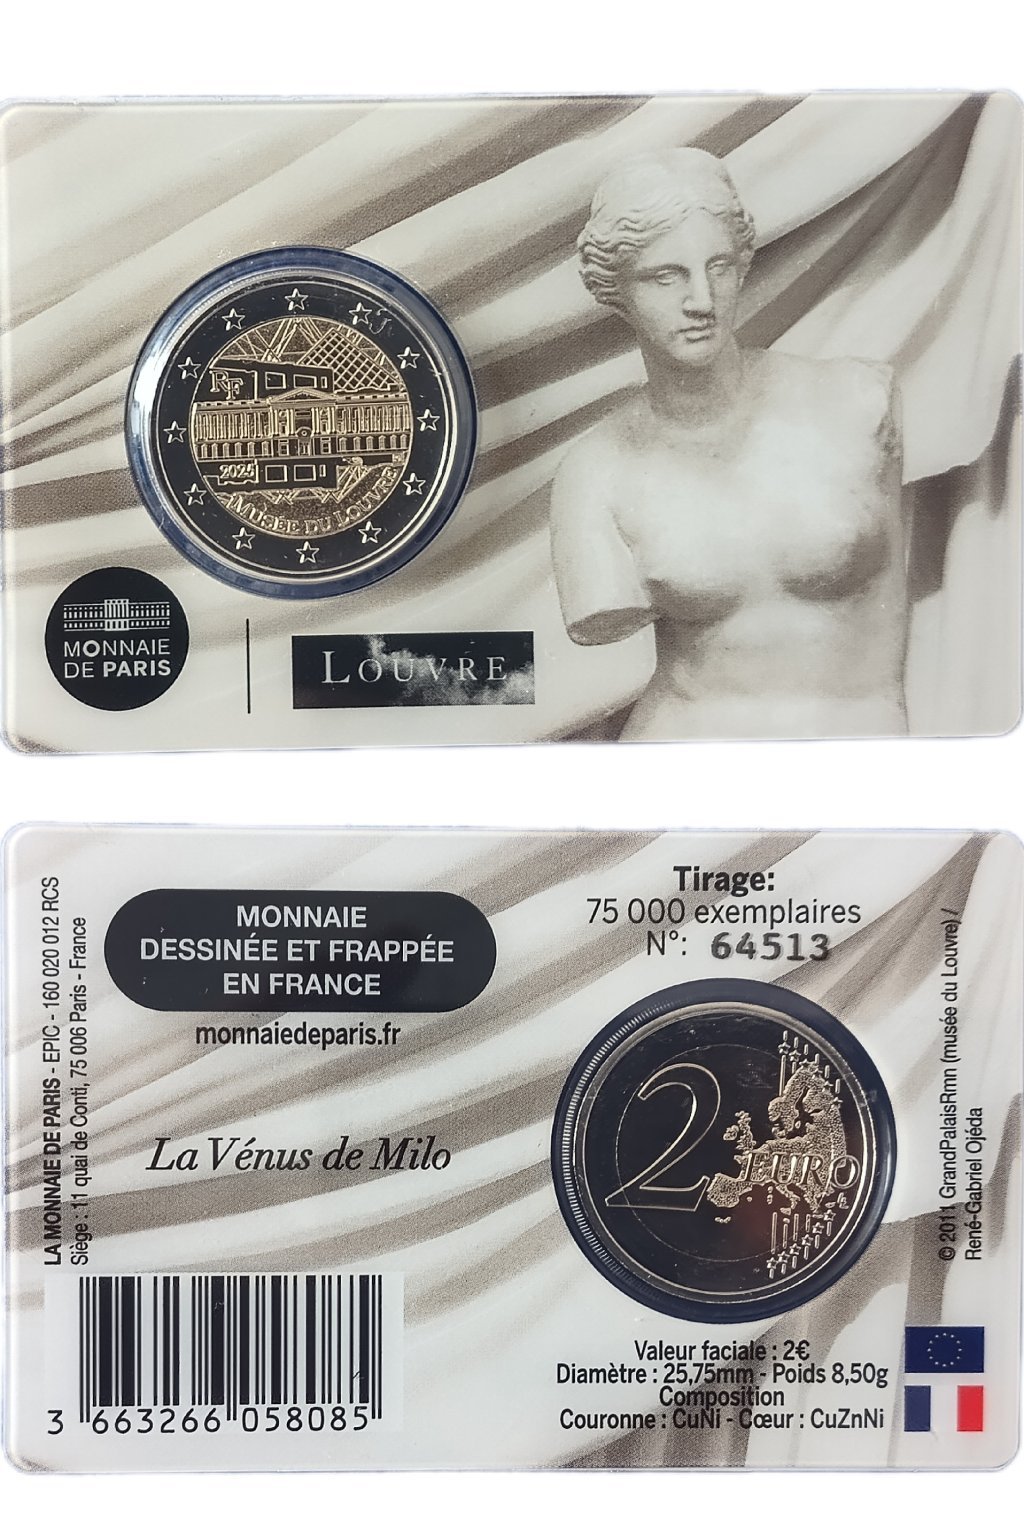 RF
2025
MUSÉE DU LOUVRE
MONNAIE
DE PARIS
LOUVRE
LA MONNAIE DE PARIS - EPIC - 160 020 012 RCS
Siège : 11 quai de Conti, 75 006 Paris - France
MONNAIE
DESSINÉE ET FRAPPÉE
EN FRANCE
monnaiedeparis.fr
La Vénus de Milo
3 663266 058085
Tirage:
75 000 exemplaires
N°: 64513
2 EURO
Valeur faciale : 2€
Diamètre : 25,75mm - Poids 8,50g
Composition
Couronne : CuNi - Cœur : CuZnNi
© 2011 GrandPalaisRmn (musée du Louvre) /
René-Gabriel Ojéda